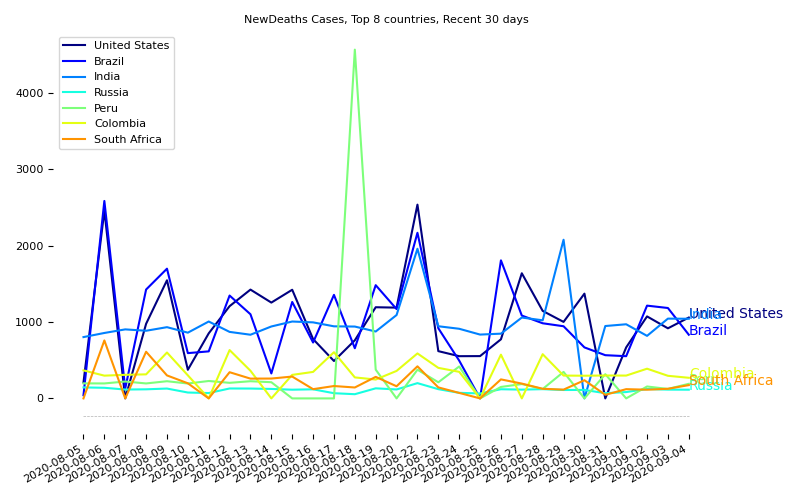 NewDeaths Cases, Top 8 countries, Recent 30 days
United States
Brazil
India
Russia
Peru
Colombia
South Africa
4000
3000
2000
1000
0
United States
India
Brazil
Colombia
South Africa
Russia
2020-08-05
2020-08-06
2020-08-07
2020-08-08
2020-08-09
2020-08-10
2020-08-11
2020-08-12
2020-08-13
2020-08-14
2020-08-15
2020-08-16
2020-08-17
2020-08-18
2020-08-19
2020-08-20
2020-08-22
2020-08-23
2020-08-24
2020-08-25
2020-08-26
2020-08-27
2020-08-28
2020-08-29
2020-08-30
2020-08-31
2020-09-01
2020-09-02
2020-09-03
2020-09-04